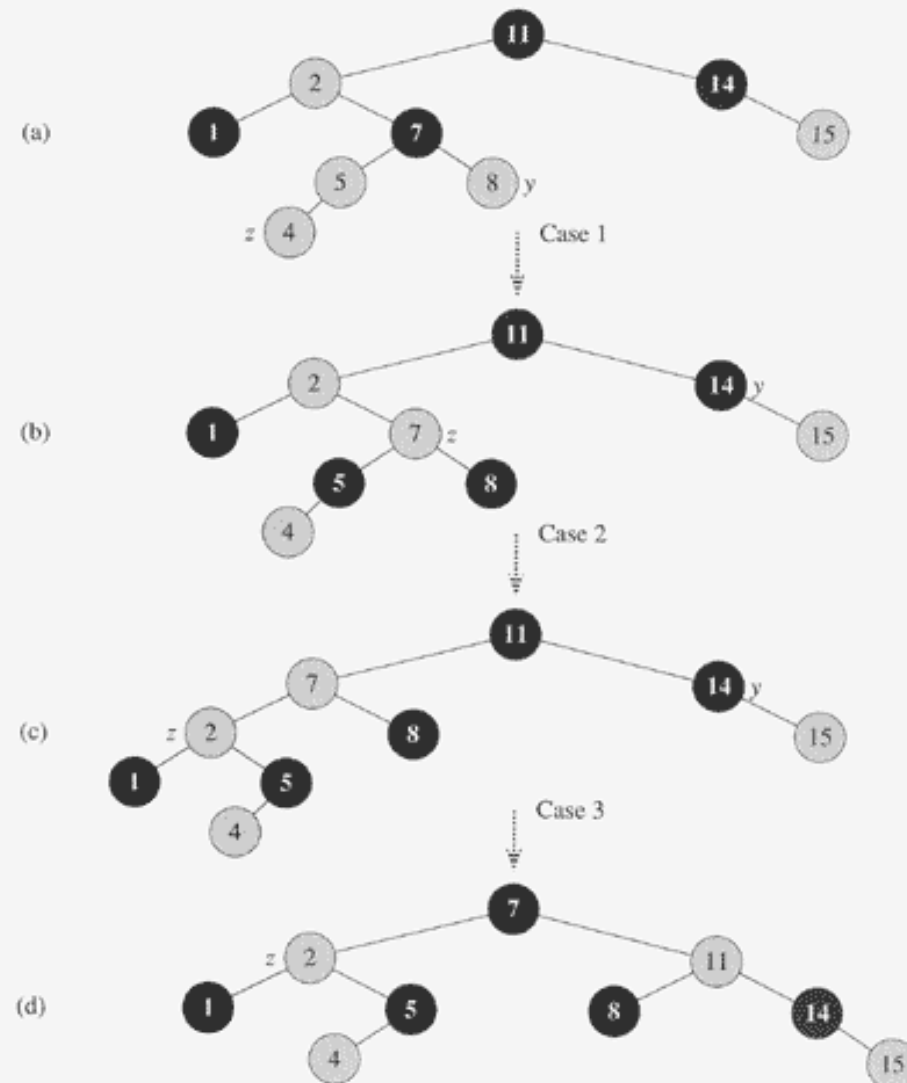 11
2 14
(a) 1 7 15
5 8 y
z 4 Case 1
11
2 14 y
(b) 1 7 z 15
5 8
4 Case 2
11
7 14 y
(c) z 2 8 15
1 5
4 Case 3
7
z 2 11
(d) 1 5 8 14
4 15